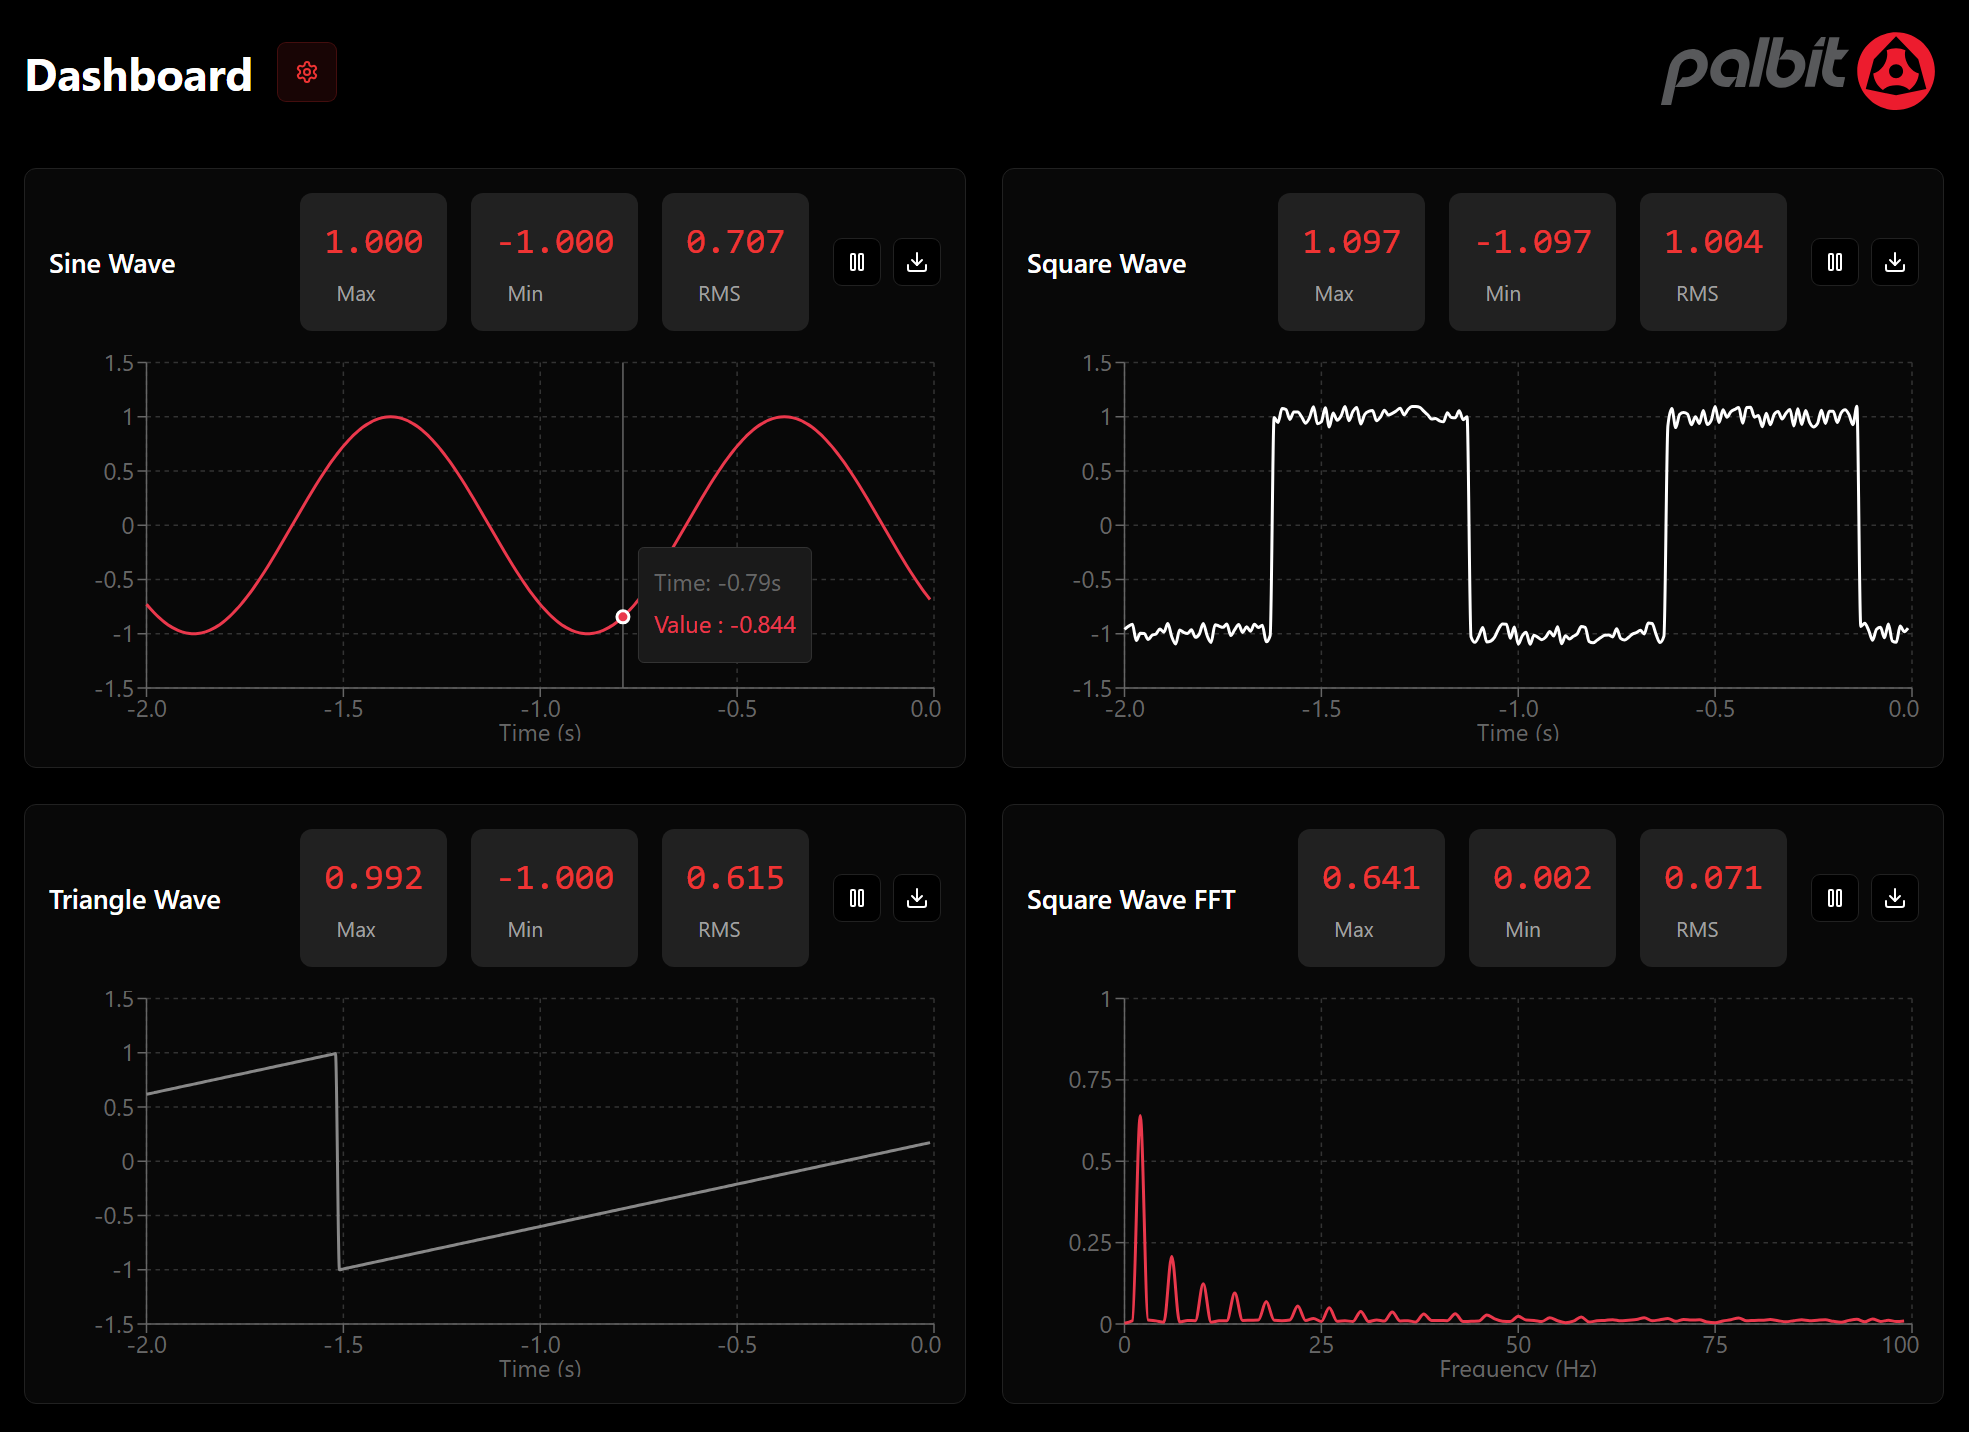 Dashboard
palbit
Sine Wave
1.000
Max
-1.000
Min
0.707
RMS
1.5
1
0.5
0
-0.5
-1
-1.5
-2.0
-1.5
-1.0
-0.5
0.0
Time (s)
Time: -0.79s
Value : -0.844
Square Wave
1.097
Max
-1.097
Min
1.004
RMS
1.5
1
0.5
0
-0.5
-1
-1.5
-2.0
-1.5
-1.0
-0.5
0.0
Time (s)
Triangle Wave
0.992
Max
-1.000
Min
0.615
RMS
1.5
1
0.5
0
-0.5
-1
-1.5
-2.0
-1.5
-1.0
-0.5
0.0
Time (s)
Square Wave FFT
0.641
Max
0.002
Min
0.071
RMS
1
0.75
0.5
0.25
0
0
25
50
75
100
Frequency (Hz)